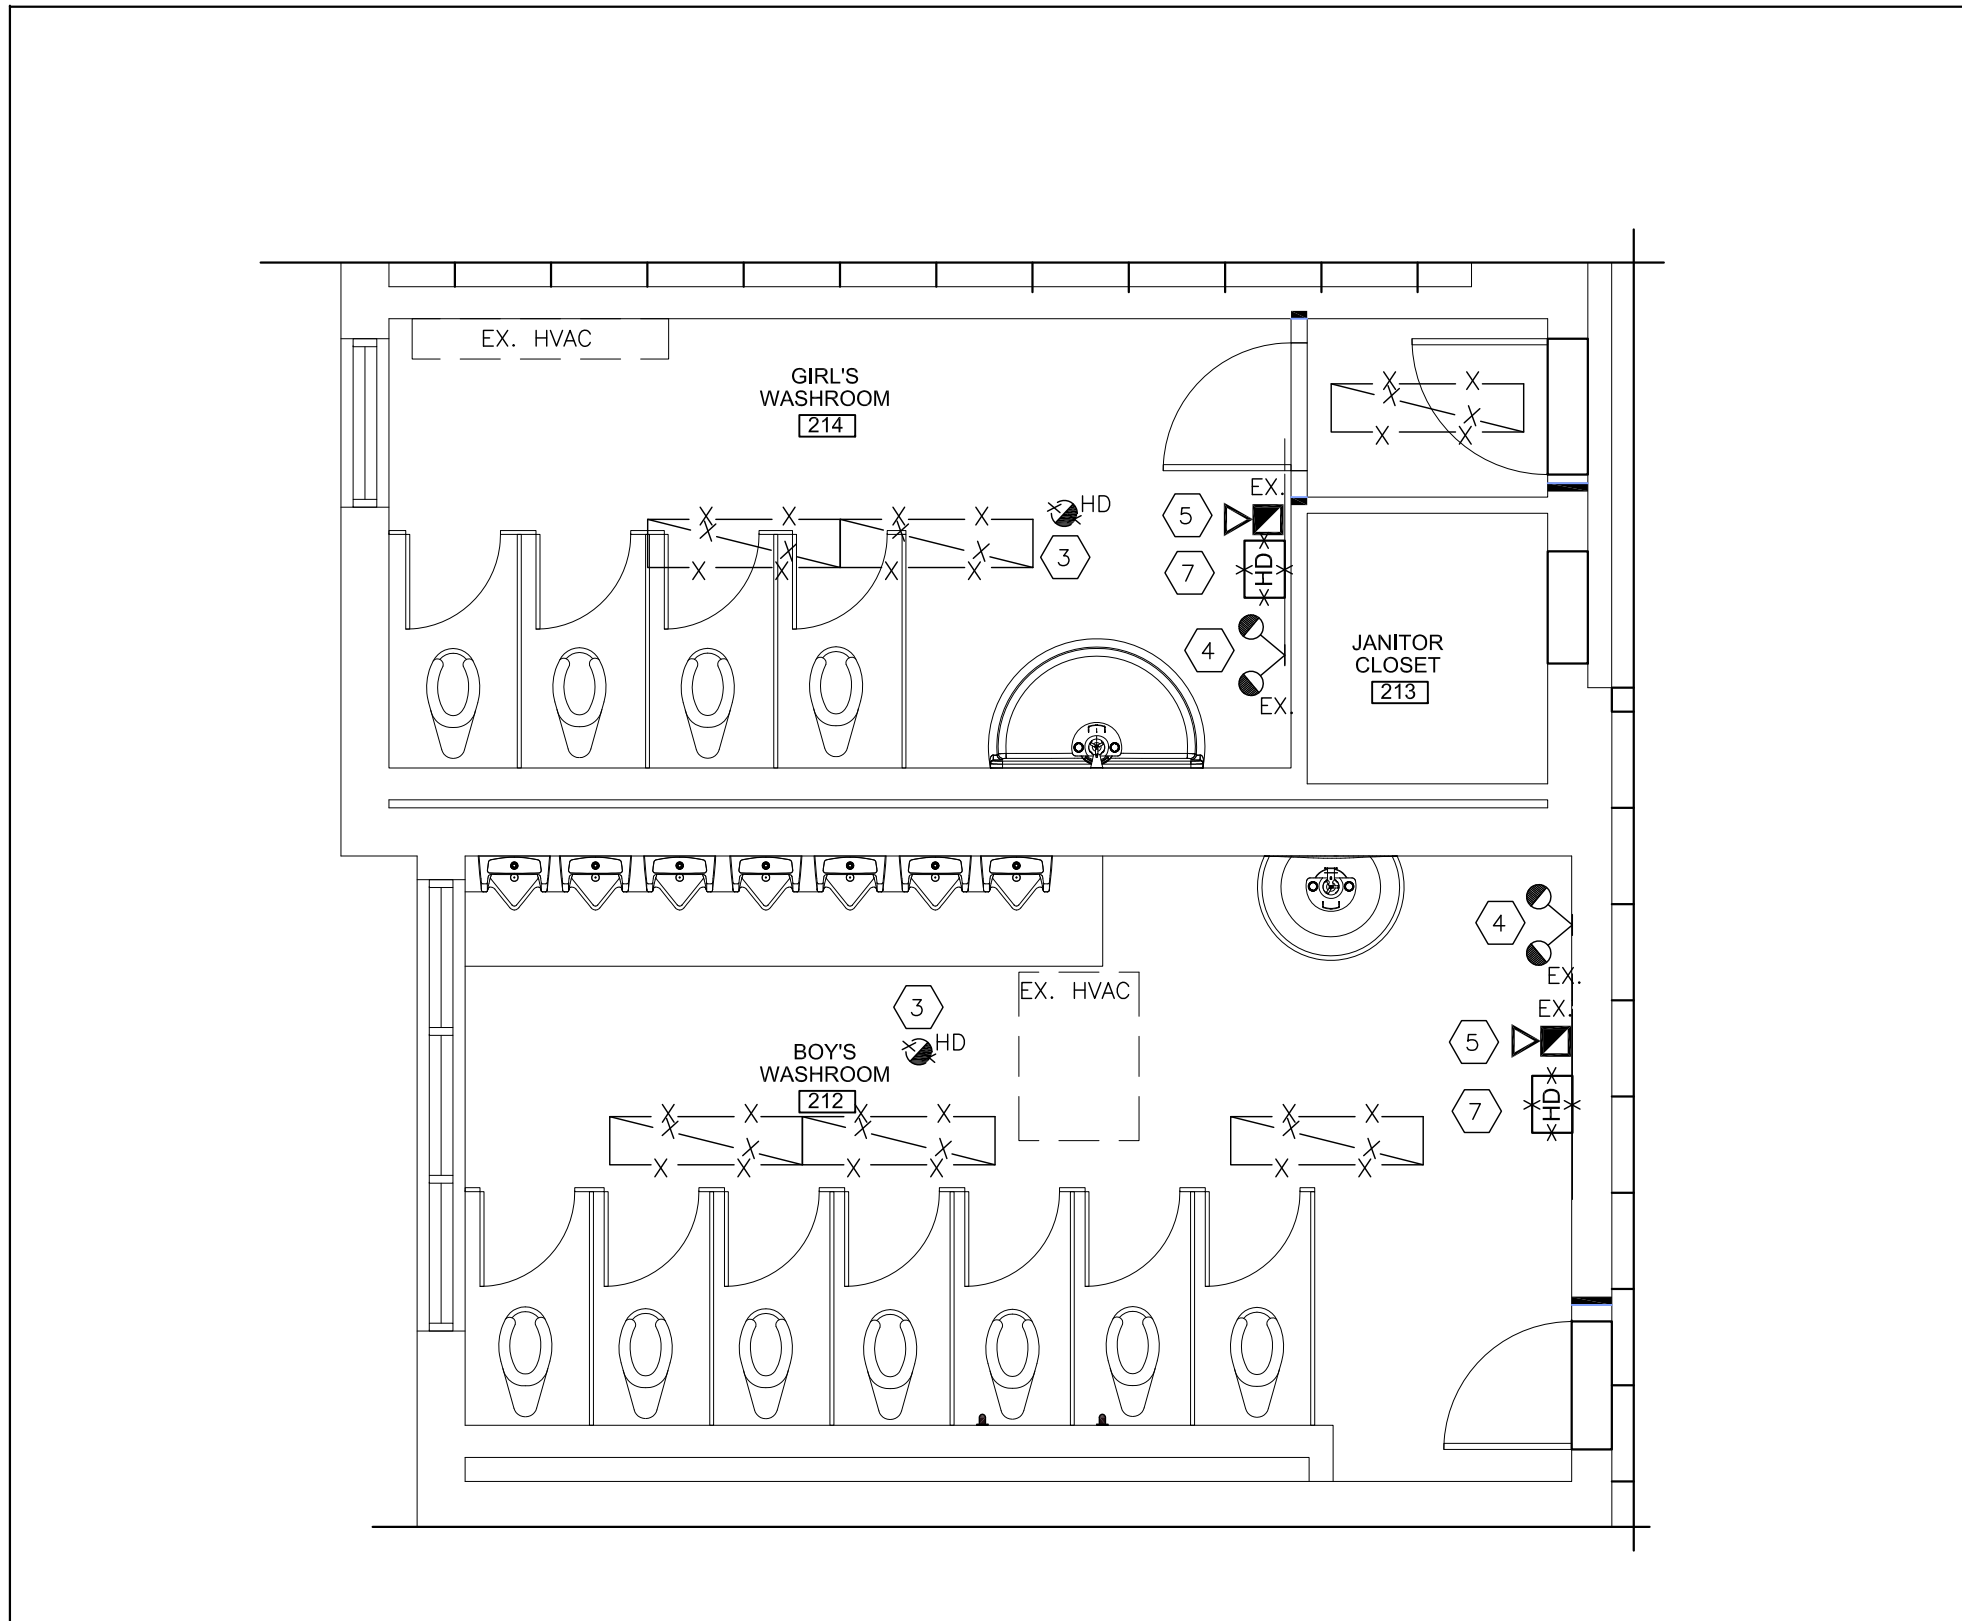 EX. HVAC
GIRL'S
WASHROOM
214
EX.
HD
5
3
7
HD
4
EX.
JANITOR
CLOSET
213
4
EX.
EX. HVAC
3
EX.
HD
5
BOY'S
WASHROOM
212
7
HD